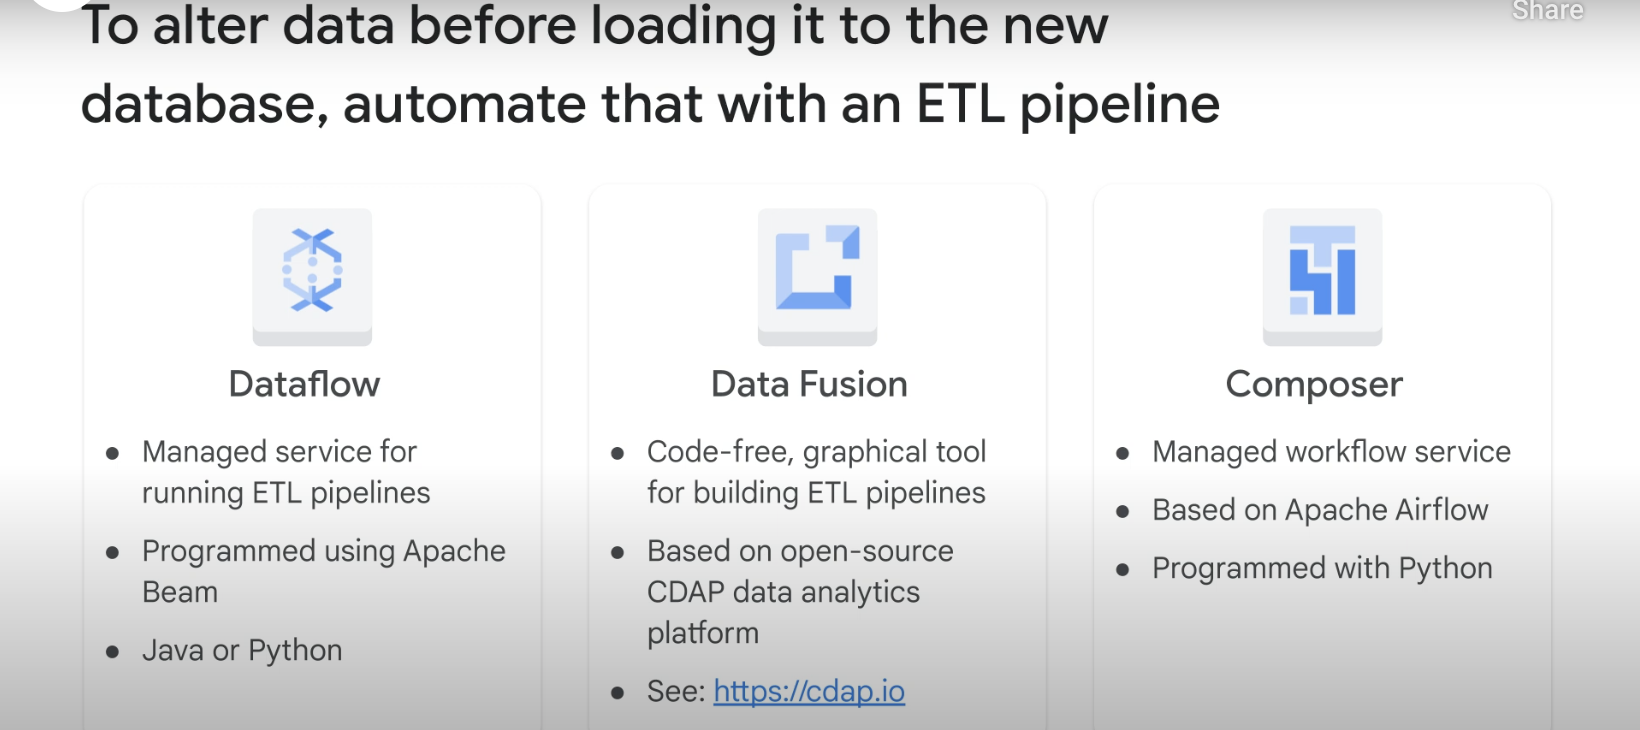 Share
To alter data before loading it to the new
database, automate that with an ETL pipeline
Dataflow
● Managed service for
running ETL pipelines
● Programmed using Apache
Beam
● Java or Python
Data Fusion
● Code-free, graphical tool
for building ETL pipelines
● Based on open-source
CDAP data analytics
platform
● See: https://cdap.io
Composer
● Managed workflow service
● Based on Apache Airflow
● Programmed with Python